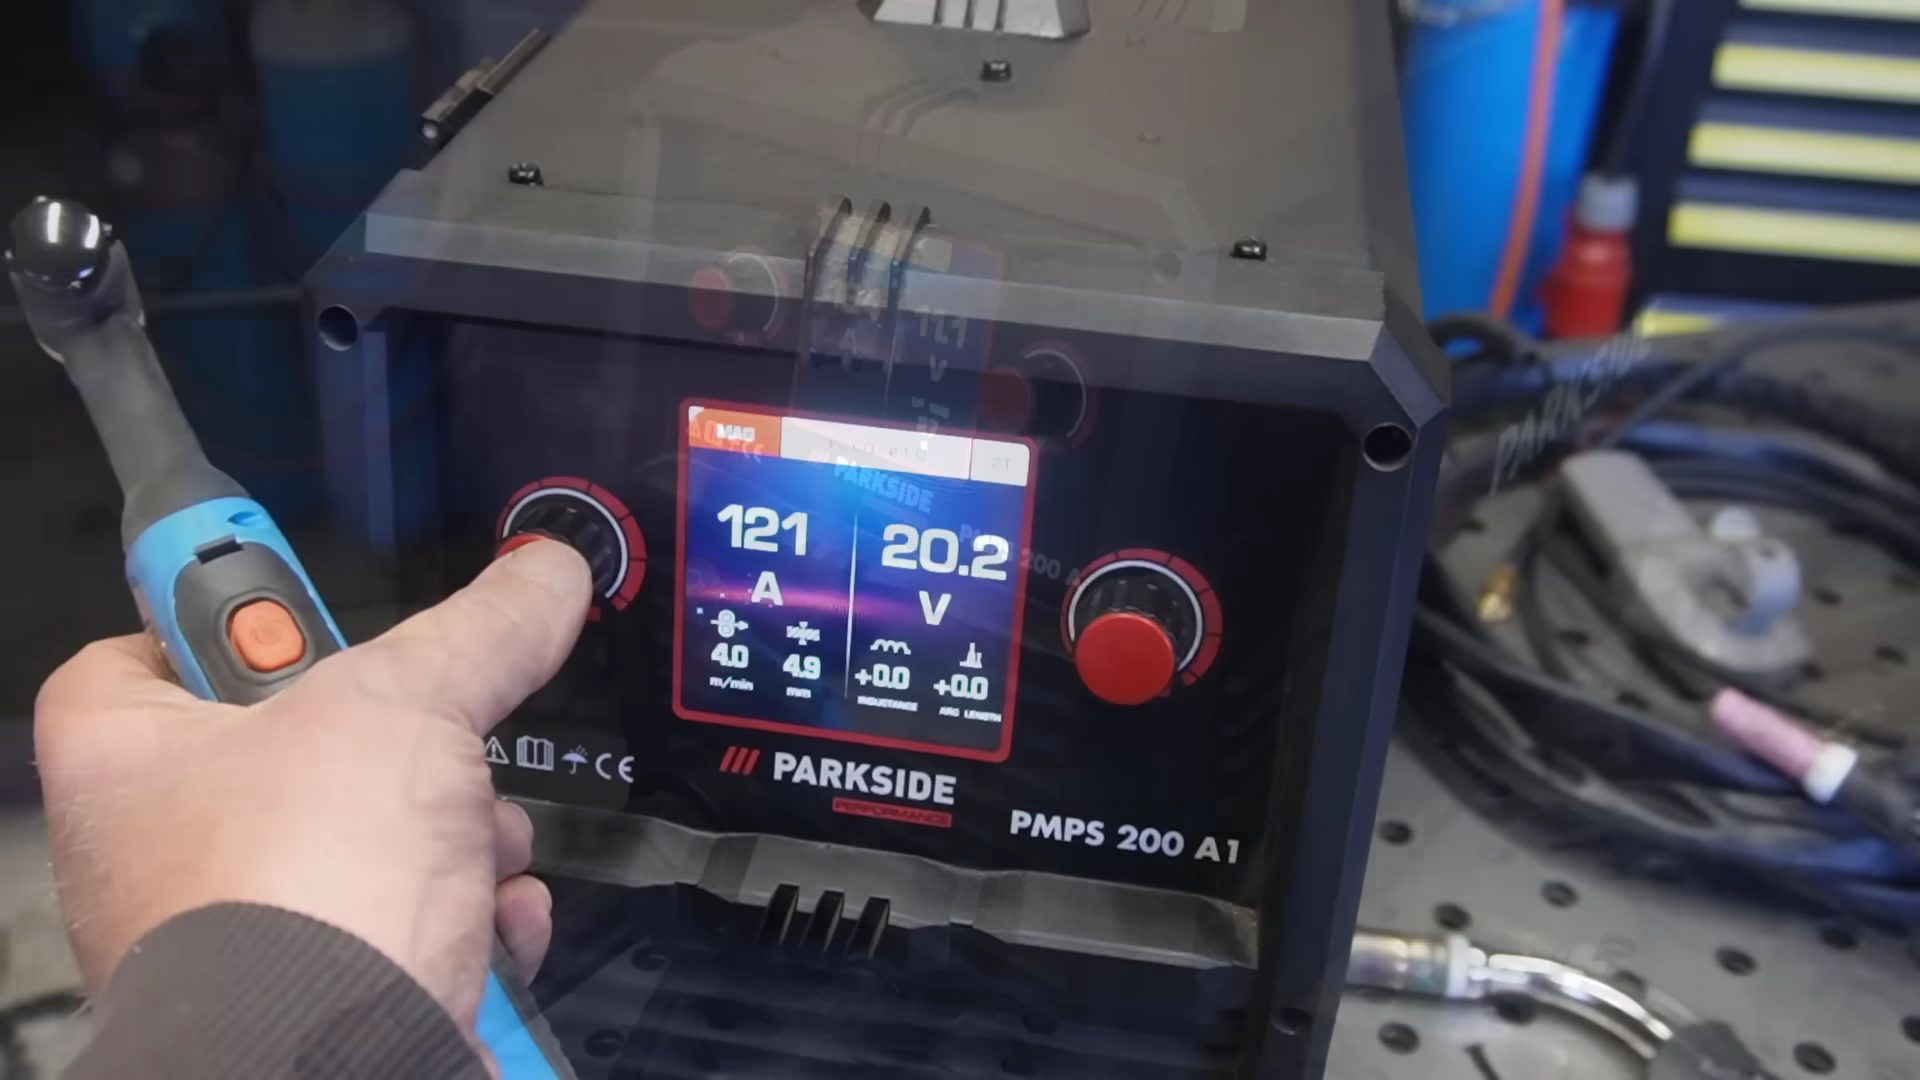 MAG
2T
121
A
20.2
V
4.0
m/min
4.9
mm
+0.0
INDUCTANCE
+0.0
ARC LENGTH
CE
PARKSIDE
PERFORMANCE
PMPS 200 A1
PARKSIDE
PARKSIDE